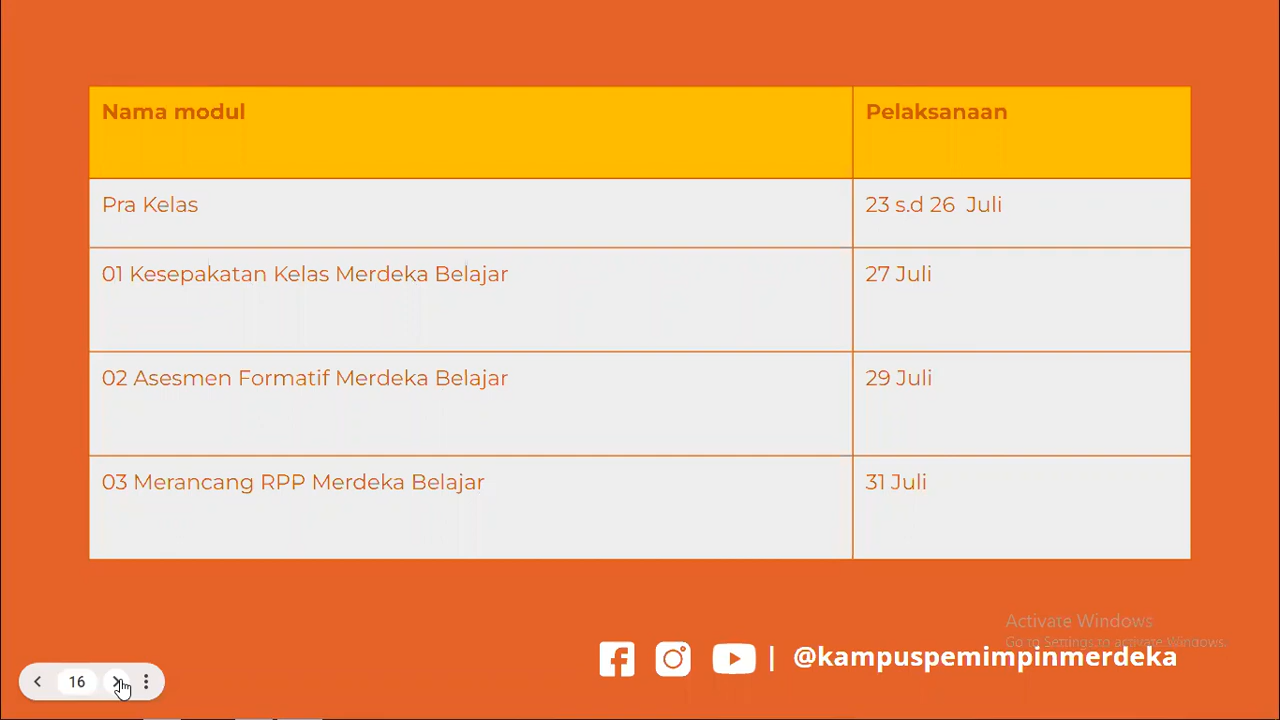 Nama modul
Pelaksanaan
Pra Kelas
23 s.d 26 Juli
01 Kesepakatan Kelas Merdeka Belajar
27 Juli
02 Asesmen Formatif Merdeka Belajar
29 Juli
03 Merancang RPP Merdeka Belajar
31 Juli
Activate Windows
Go to Settings to activate Windows.
| @kampuspemimpinmerdeka
16